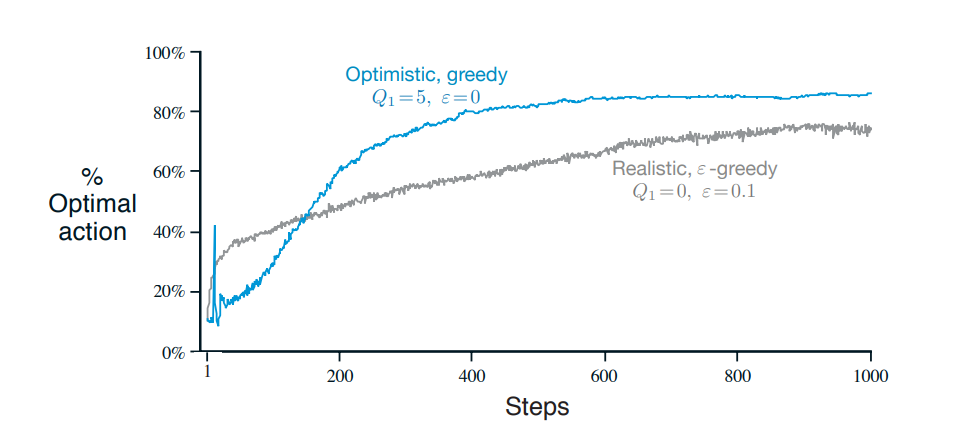 100%
80%
60%
40%
20%
0%
%
Optimal
action
Optimistic, greedy
Q₁=5, ε=0
Realistic, ε-greedy
Q₁=0, ε=0.1
1
200
400
600
800
1000
Steps